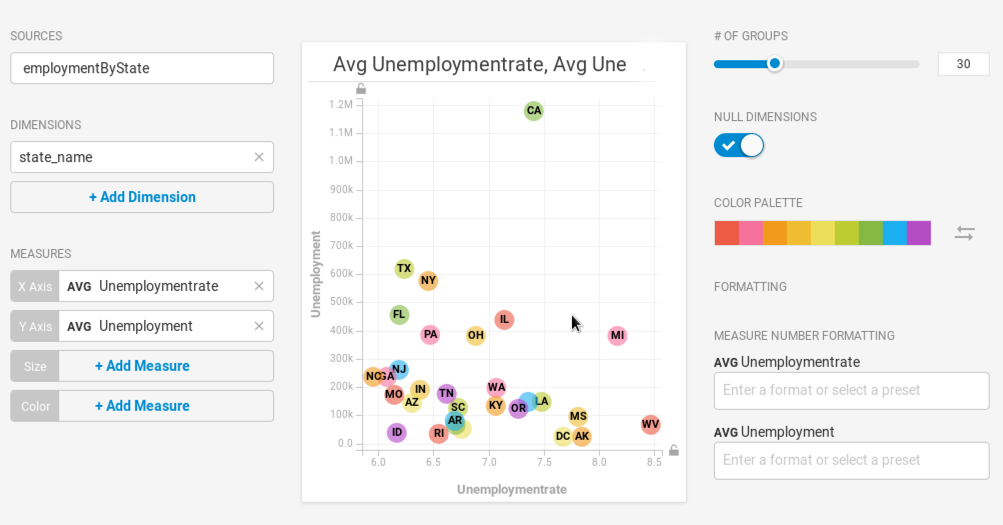 SOURCES
employmentByState
DIMENSIONS
state_name
+ Add Dimension
MEASURES
X Axis AVG Unemploymentrate
Y Axis AVG Unemployment
Size + Add Measure
Color + Add Measure
Avg Unemploymentrate, Avg Une
Unemployment
1.2M
1.1M
1.0M
900k
800k
700k
600k
500k
400k
300k
200k
100k
0.0
CA
TX
NY
FL
IL
PA
OH
MI
NJ
NC
GA
MO
IN
AZ
TN
WA
SC
KY
OR
LA
AR
MS
WV
ID
RI
DC
AK
6.0 6.5 7.0 7.5 8.0 8.5
Unemploymentrate
# OF GROUPS
30
NULL DIMENSIONS
COLOR PALETTE
FORMATTING
MEASURE NUMBER FORMATTING
AVG Unemploymentrate
Enter a format or select a preset
AVG Unemployment
Enter a format or select a preset